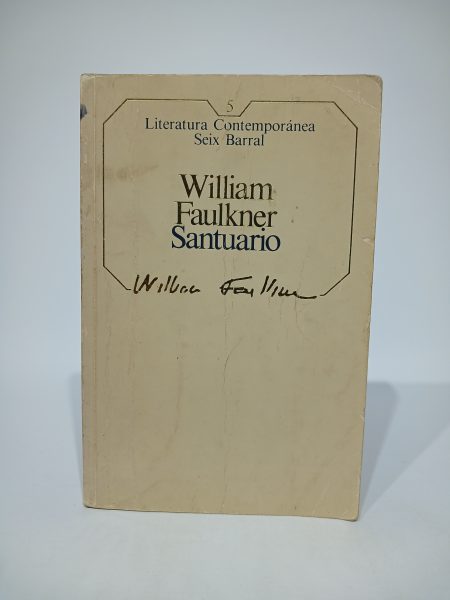 5
Literatura Contemporánea
Seix Barral
William
Faulkner
Santuario
William Faulkner